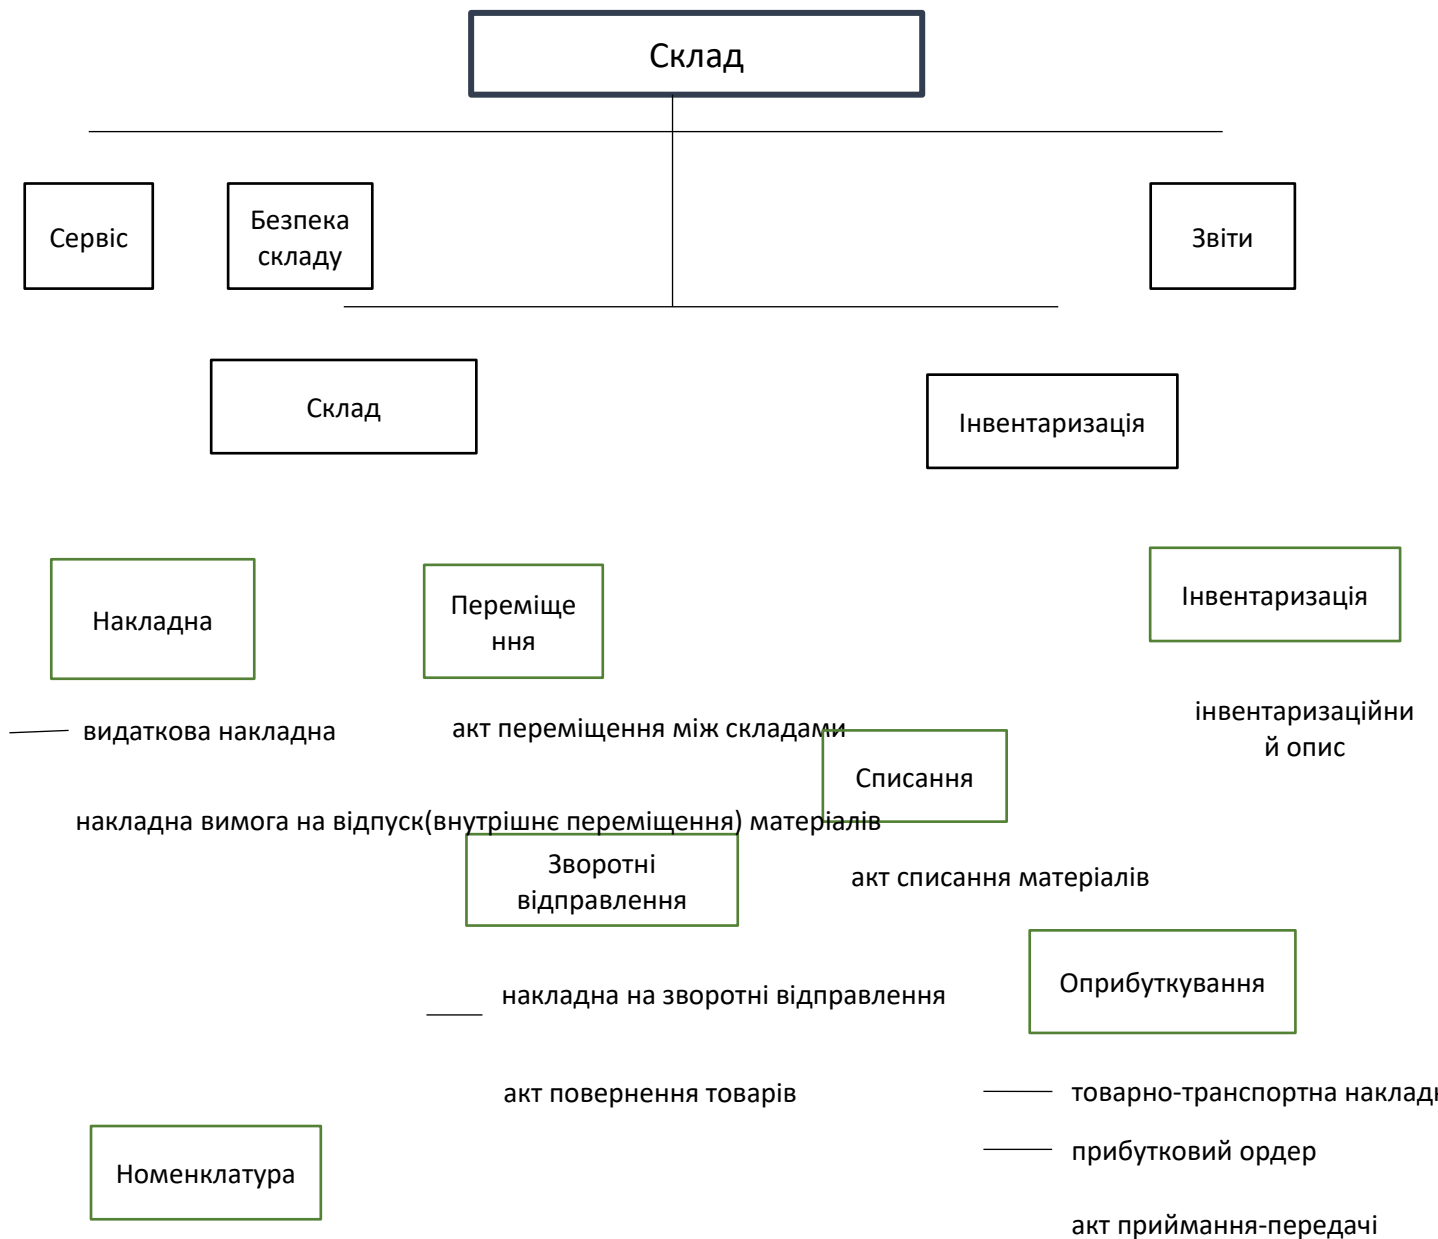 Склад
Сервіс
Безпека
складу
Звіти
Склад
Інвентаризація
Накладна
Переміще
ння
Інвентаризація
видаткова накладна
акт переміщення між складами
інвентаризаційни
й опис
Списання
накладна вимога на відпуск(внутрішнє переміщення) матеріалів
Зворотні
відправлення
акт списання матеріалів
Оприбуткування
накладна на зворотні відправлення
акт повернення товарів
товарно-транспортна
прибутковий ордер
Номенклатура
акт приймання-передачі